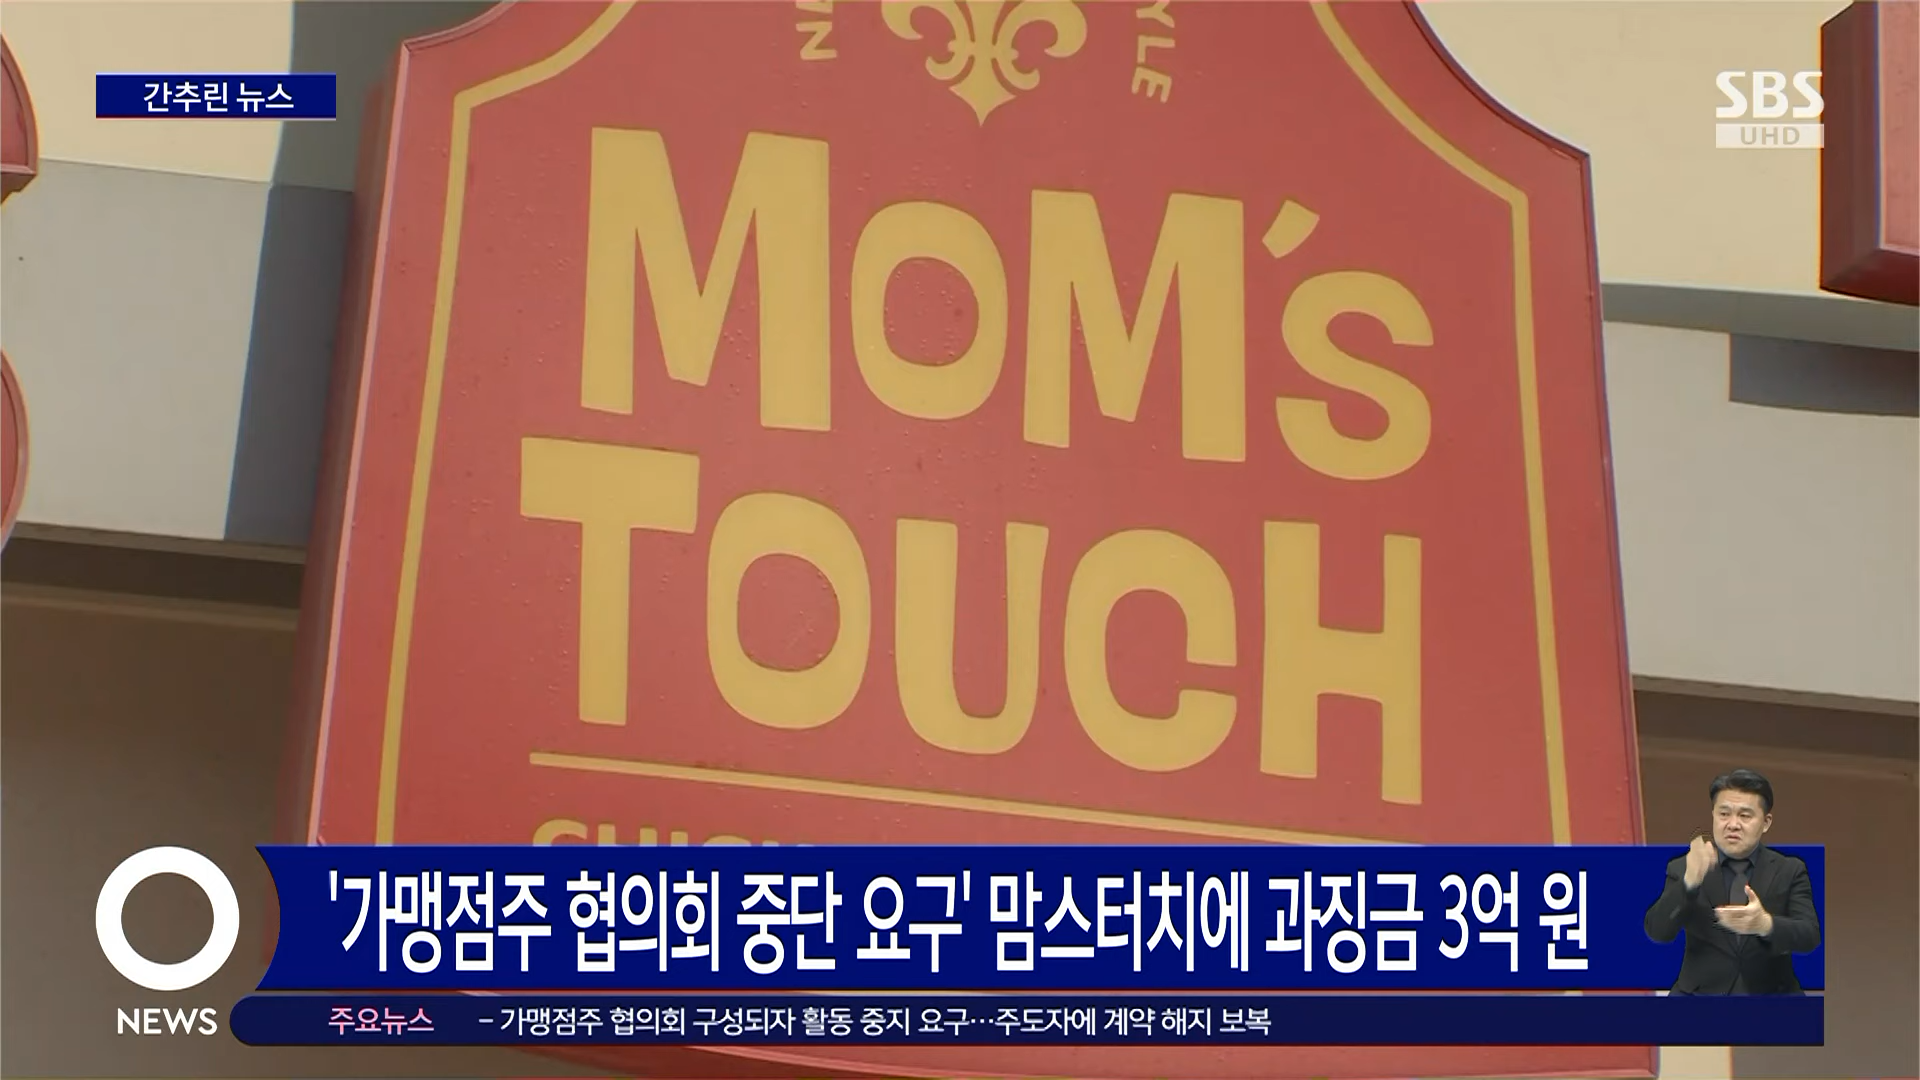 간추린 뉴스
SBS
UHD
YLE
MOM'S
TOUCH
'가맹점주 협의회 중단 요구' 맘스터치에 과징금 3억 원
NEWS
주요뉴스 - 가맹점주 협의회 구성되자 활동 중지 요구…주도자에 계약 해지 보복